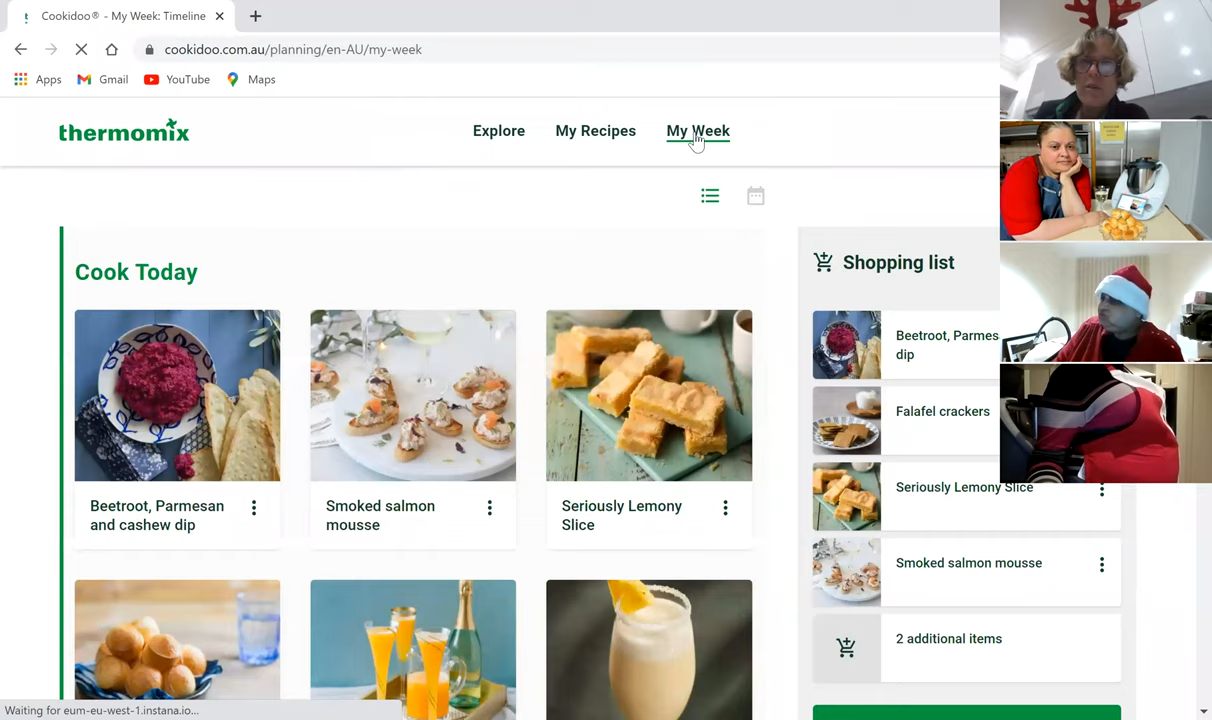 Cookidoo® - My Week: Timeline
cookidoo.com.au/planning/en-AU/my-week
Apps
Gmail
YouTube
Maps
thermomix
Explore
My Recipes
My Week
Cook Today
Beetroot, Parmesan
and cashew dip
Smoked salmon
mousse
Seriously Lemony
Slice
Shopping list
Beetroot, Parmes
dip
Falafel crackers
Seriously Lemony Slice
Smoked salmon mousse
2 additional items
Waiting for eum-eu-west-1.instana.io...